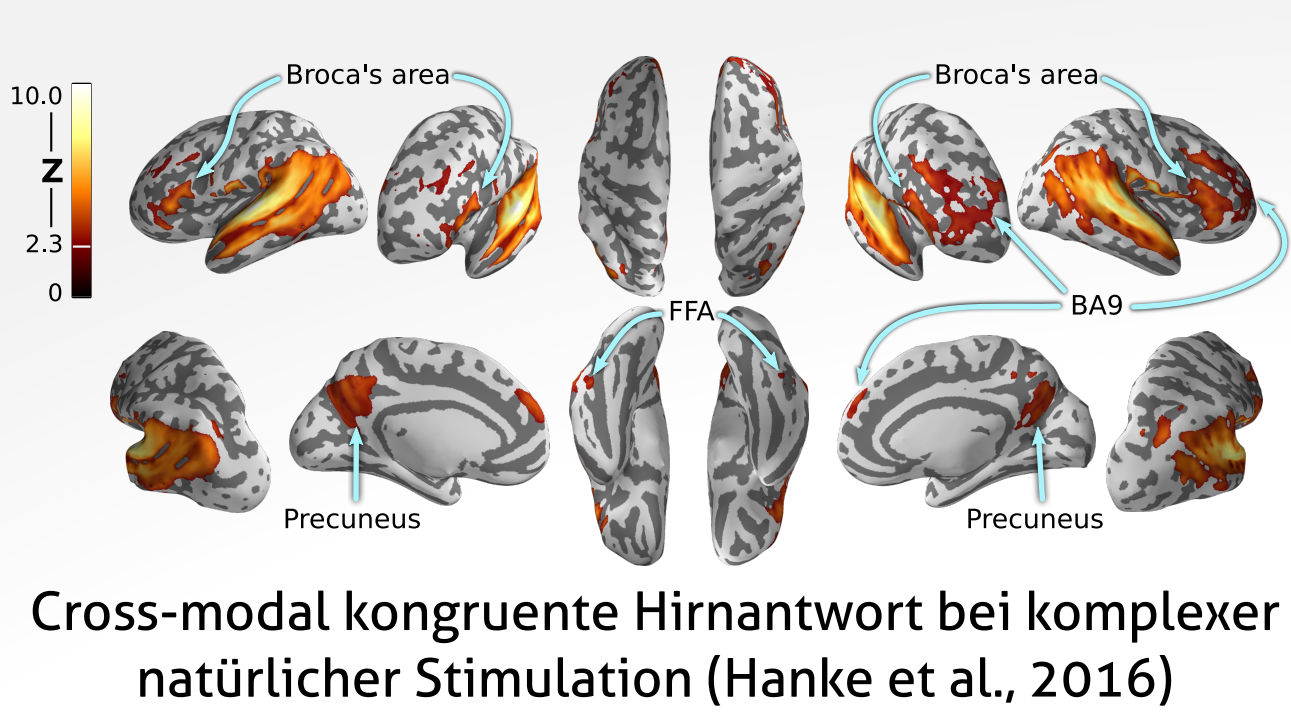 Broca's area
Broca's area
10.0
Z
2.3
0
FFA
BA9
Precuneus
Precuneus
Cross-modal kongruente Hirnantwort bei komplexer
natürlicher Stimulation (Hanke et al., 2016)